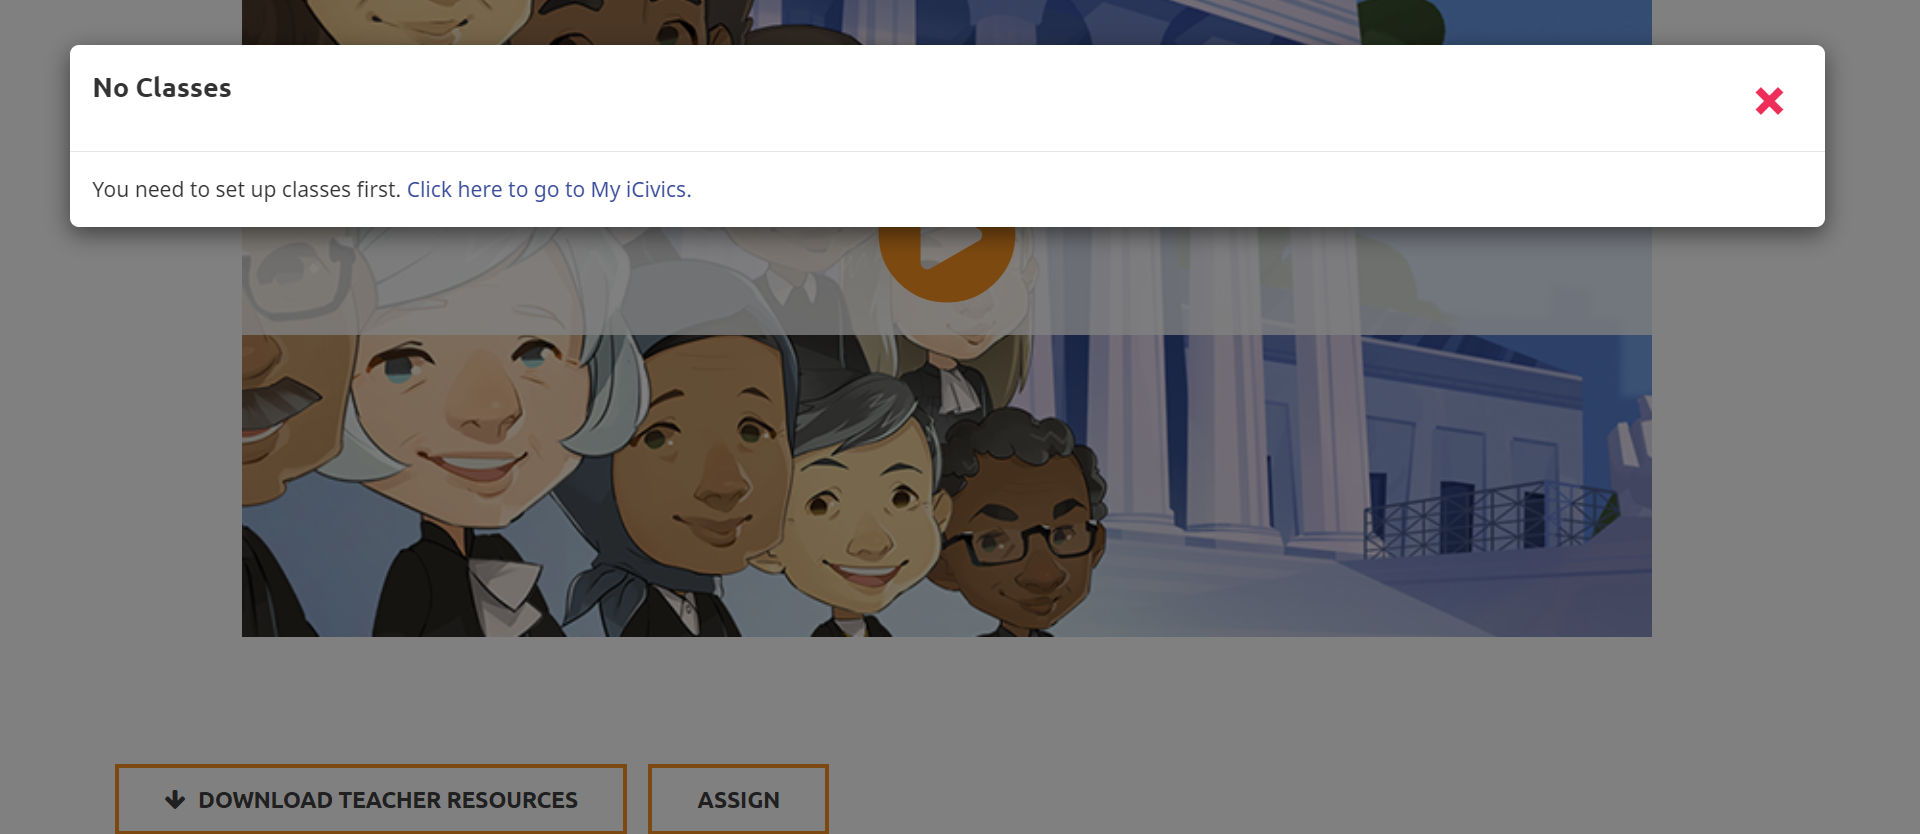 No Classes
You need to set up classes first. Click here to go to My iCivics.
DOWNLOAD TEACHER RESOURCES ASSIGN